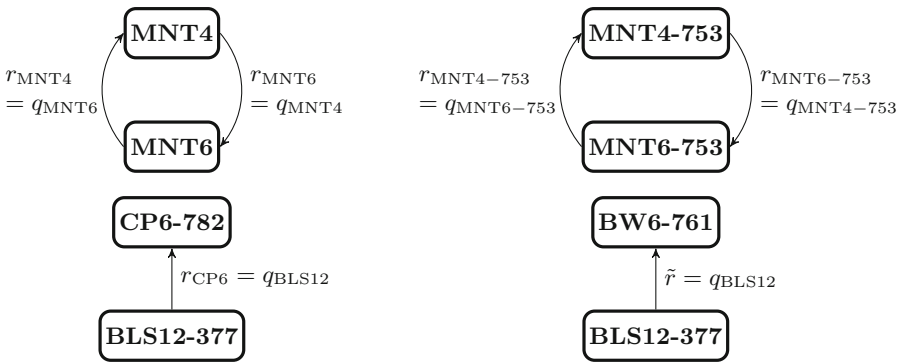 MNT4
r_MNT4
= q_MNT6
r_MNT6
= q_MNT4
MNT6
MNT4-753
r_MNT4−753
= q_MNT6−753
r_MNT6−753
= q_MNT4−753
MNT6-753
CP6-782
r_CP6 = q_BLS12
BLS12-377
BW6-761
r̃ = q_BLS12
BLS12-377